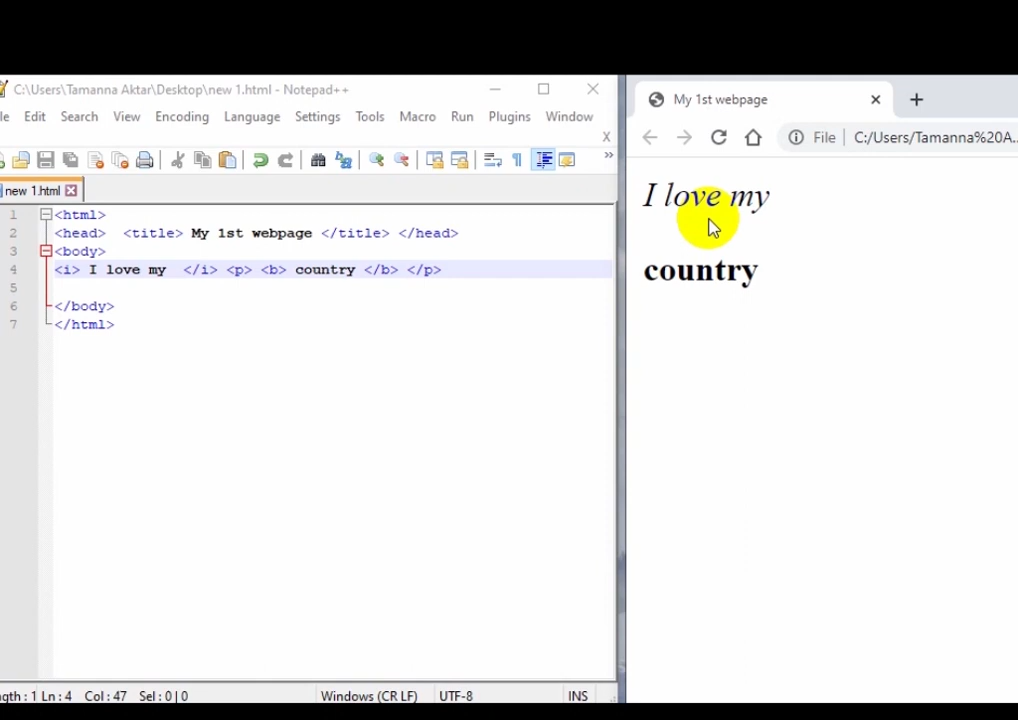 C:\Users\Tamanna Aktar\Desktop\new 1.html - Notepad++
le Edit Search View Encoding Language Settings Tools Macro Run Plugins Window
X
»
new 1.html
1 <html>
2 <head> <title> My 1st webpage </title> </head>
3 <body>
4 <i> I love my </i> <p> <b> country </b> </p>
5
6 </body>
7 </html>
ngth : 1 Ln : 4 Col : 47 Sel : 0 | 0 Windows (CR LF) UTF-8 INS
My 1st webpage
File C:/Users/Tamanna%20A...
I love my
country